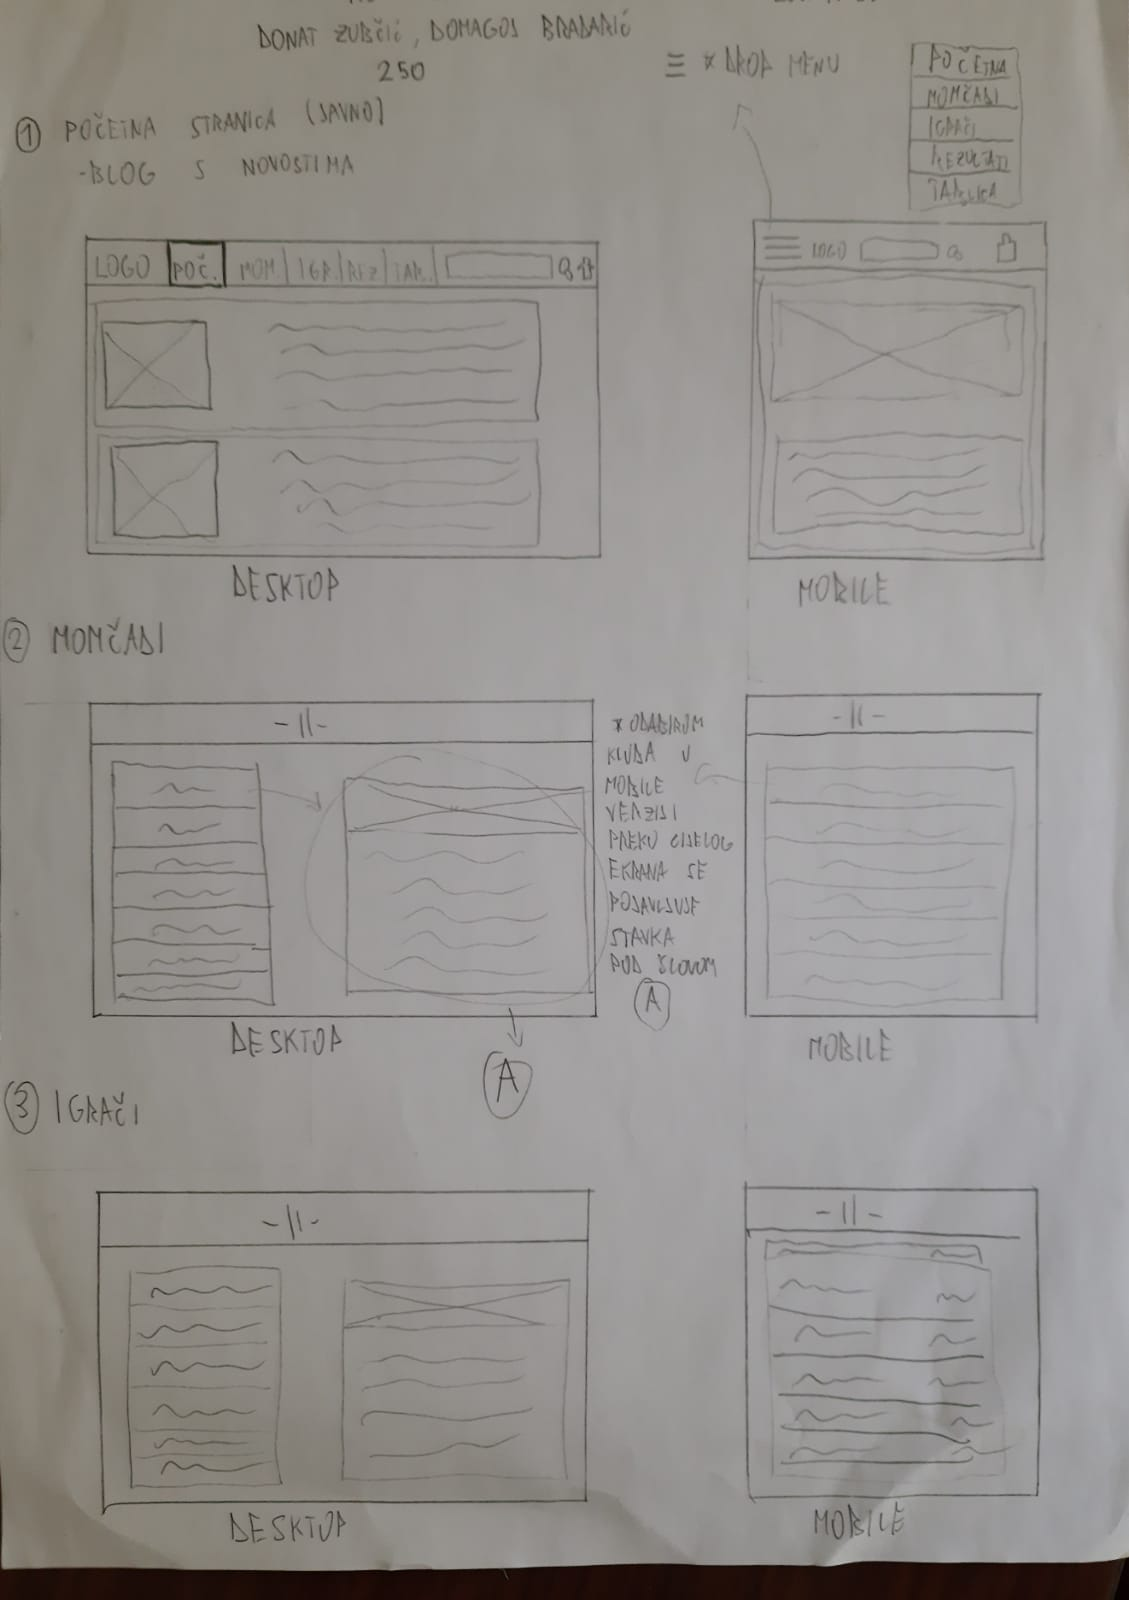 DONAT ZUBČIĆ, DOMAGOJ BRADARIĆ
250
☰ * DROP MENU
POČETNA
MOMČADI
IGRAČI
REZULTATI
TABLICA
① POČETNA STRANICA (JAVNO)
-BLOG S NOVOSTIMA
LOGO POČ. MOM. IGR. REZ TAB.
LOGO
DESKTOP
MOBILE
② MOMČADI
-||-
-||-
* ODABIROM
KLUBA U
MOBILE
VERZIJI
PREKO CIJELOG
EKRANA SE
POJAVLJUJE
STAVKA
POD SLOVOM
A
DESKTOP
A
MOBILE
③ IGRAČI
-||-
-||-
DESKTOP
MOBILE